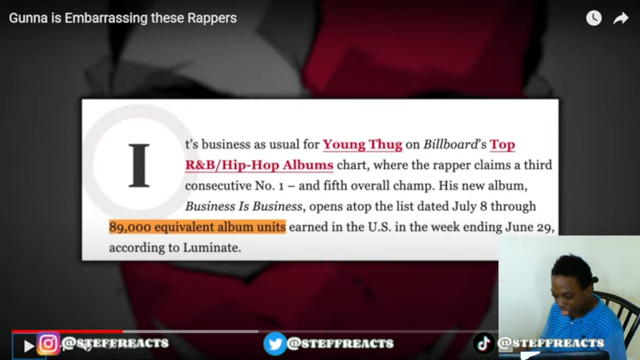 Gunna is Embarrassing these Rappers
It's business as usual for Young Thug on Billboard's Top
R&B/Hip-Hop Albums chart, where the rapper claims a third
consecutive No. 1 – and fifth overall champ. His new album,
Business Is Business, opens atop the list dated July 8 through
89,000 equivalent album units earned in the U.S. in the week ending June 29,
according to Luminate.
@STEFFREACTS @STEFFREACTS @STEFFREACTS